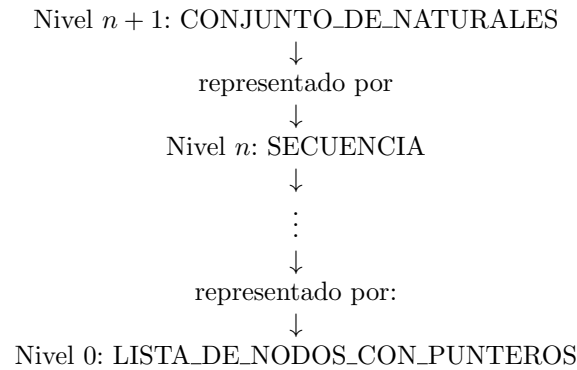 Nivel n + 1: CONJUNTO_DE_NATURALES
↓
representado por
↓
Nivel n: SECUENCIA
↓
⋮
↓
representado por:
↓
Nivel 0: LISTA_DE_NODOS_CON_PUNTEROS